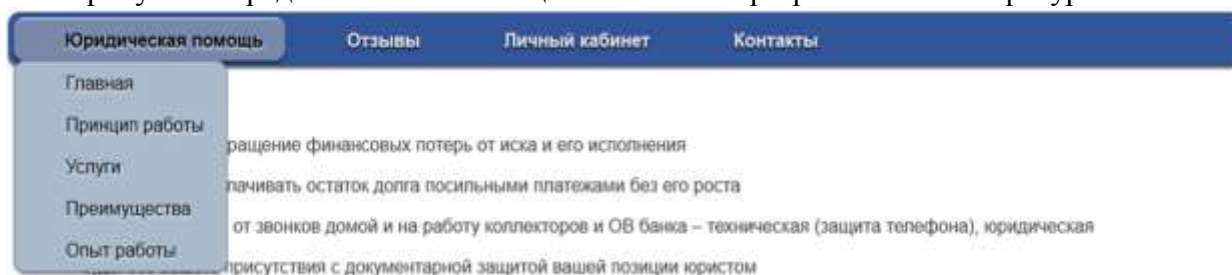 Юридическая помощь Отзывы Личный кабинет Контакты
Главная
Принцип работы
ращение финансовых потерь от иска и его исполнения
Услуги
лачивать остаток долга посильными платежами без его роста
Преимущества
от звонков домой и на работу коллекторов и ОВ банка – техническая (защита телефона), юридическая
Опыт работы
присутствия с документарной защитой вашей позиции юристом